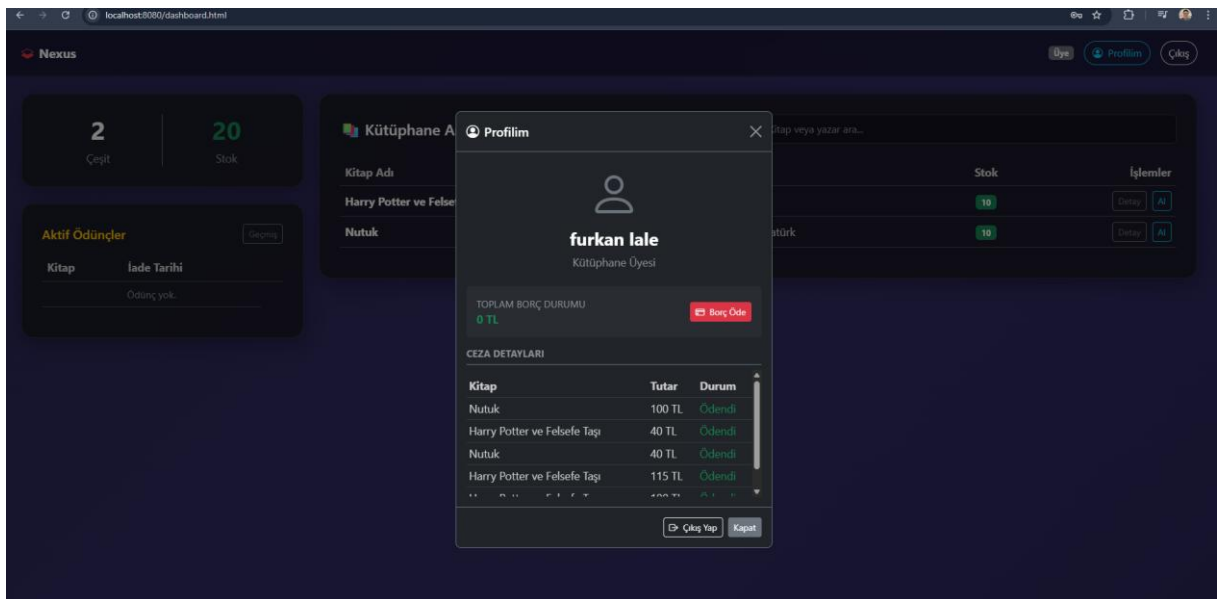 localhost:8080/dashboard.html
Nexus
Üye
Profilim
Çıkış
2
Çeşit
20
Stok
Aktif Ödünçler
Geçmiş
Kitap İade Tarihi
Ödünç yok.
Kütüphane A
Kitap veya yazar ara...
Kitap Adı Stok İşlemler
Harry Potter ve Felse 10 Detay Al
Nutuk atürk 10 Detay Al
Profilim
furkan lale
Kütüphane Üyesi
TOPLAM BORÇ DURUMU
0 TL
Borç Öde
CEZA DETAYLARI
Kitap Tutar Durum
Nutuk 100 TL Ödendi
Harry Potter ve Felsefe Taşı 40 TL Ödendi
Nutuk 40 TL Ödendi
Harry Potter ve Felsefe Taşı 115 TL Ödendi
Çıkış Yap
Kapat